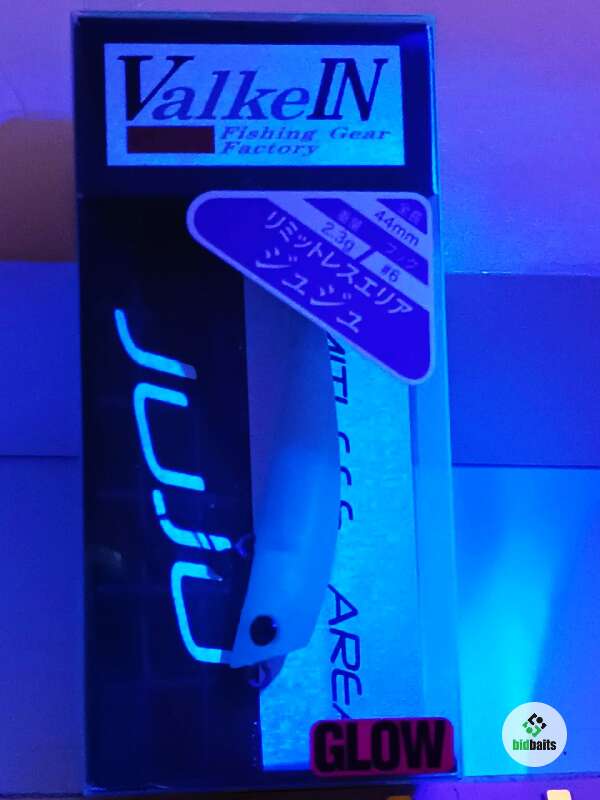 ValkeIN
Fishing Gear
Factory
全長
44mm
重量
フック
2.3g
#6
リミットレスエリア
ジュジュ
JUJU
AREA
GLOW
bidbaits